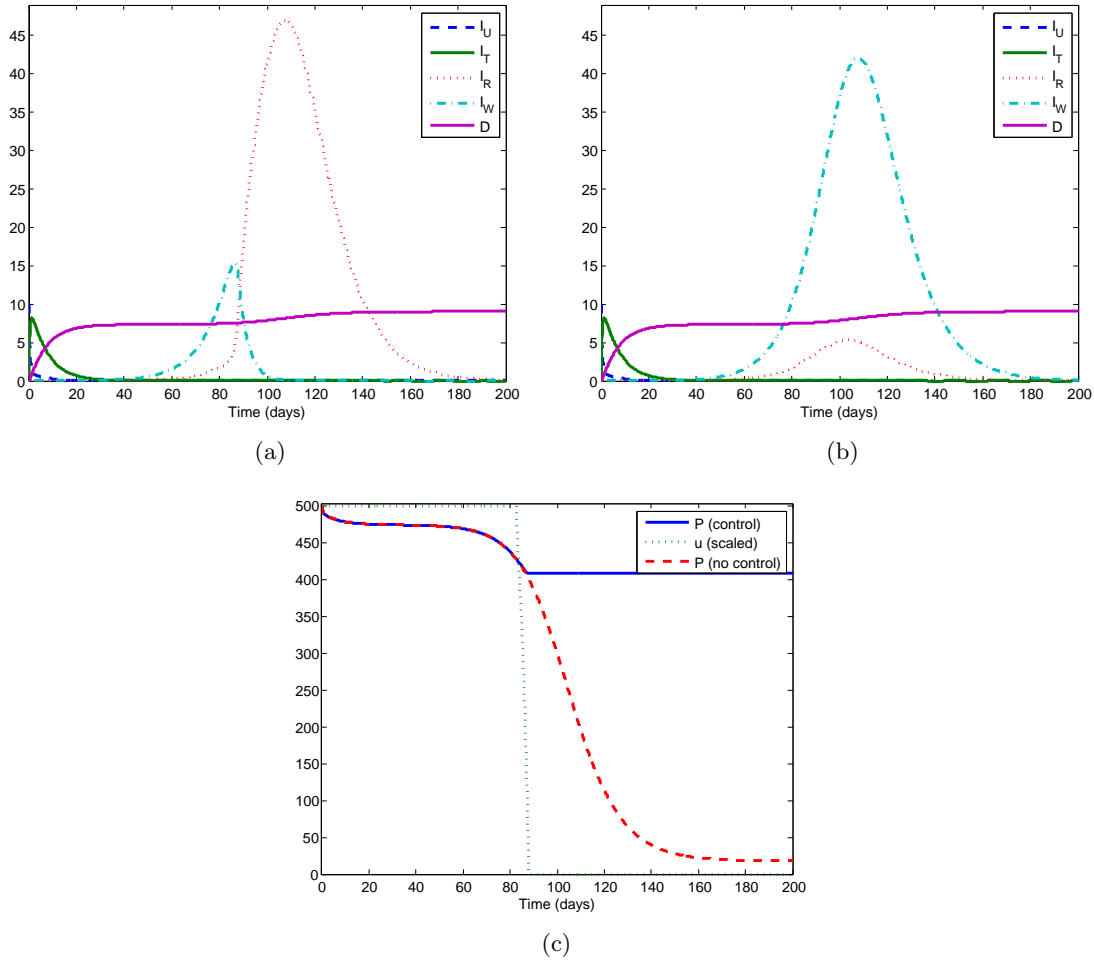 45
40
35
30
25
20
15
10
5
0
0 20 40 60 80 100 120 140 160 180 200
Time (days)
I_U
I_T
I_R
I_W
D
(a)
45
40
35
30
25
20
15
10
5
0
0 20 40 60 80 100 120 140 160 180 200
Time (days)
I_U
I_T
I_R
I_W
D
(b)
500
450
400
350
300
250
200
150
100
50
0
0 20 40 60 80 100 120 140 160 180 200
Time (days)
P (control)
u (scaled)
P (no control)
(c)